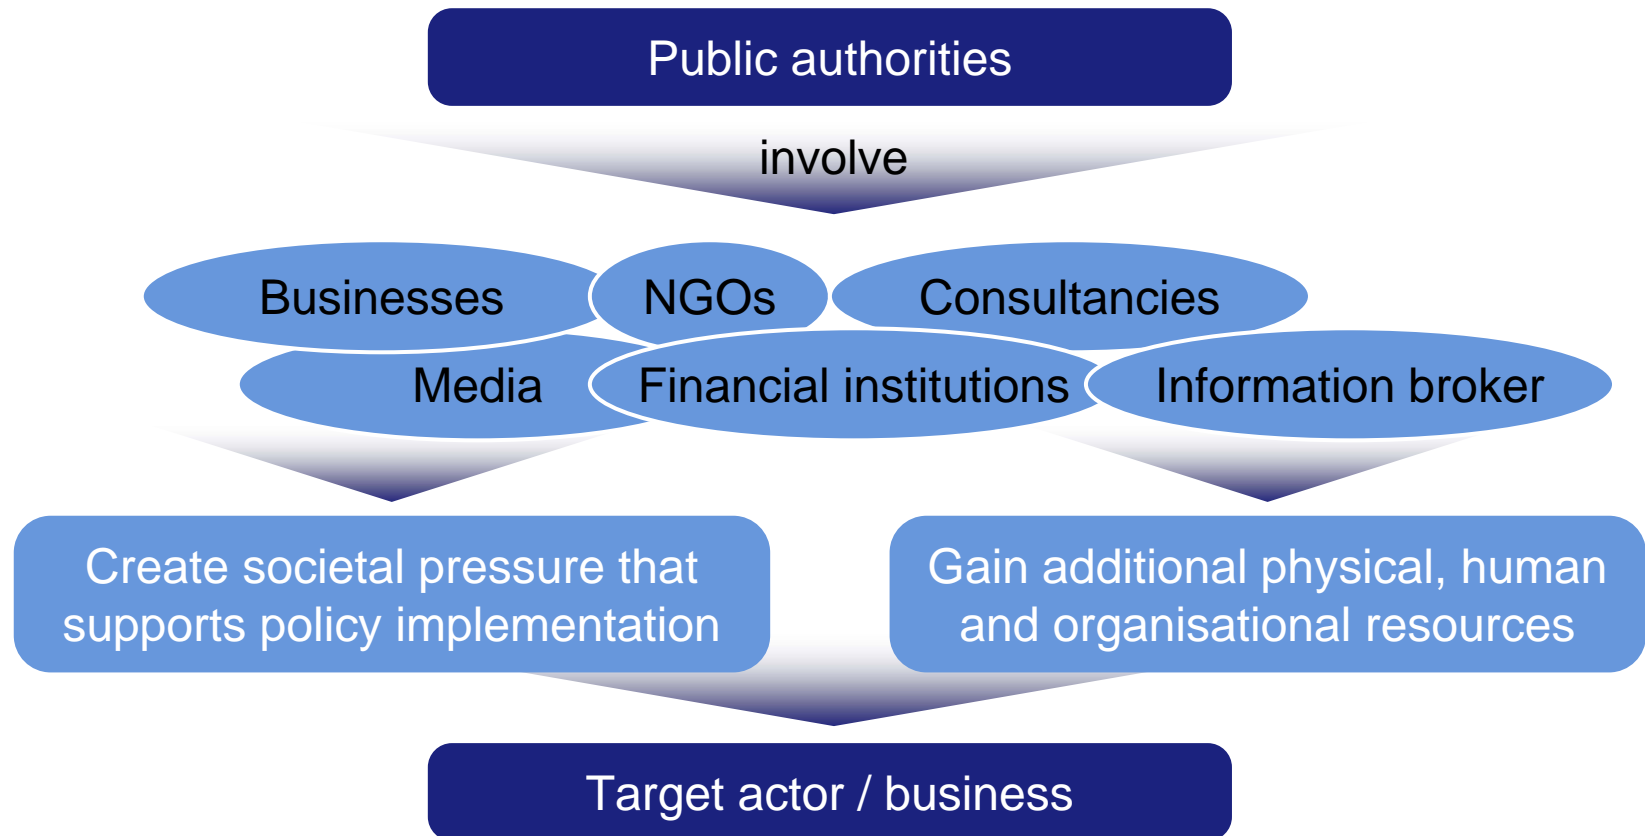 Public authorities
involve
Businesses
NGOs
Consultancies
Media
Financial institutions
Information broker
Create societal pressure that
supports policy implementation
Gain additional physical, human
and organisational resources
Target actor / business